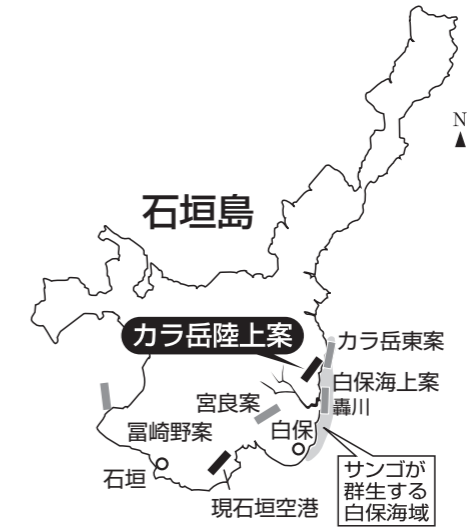 N
石垣島
カラ岳陸上案
カラ岳東案
白保海上案
轟川
宮良案
冨崎野案
白保
石垣
現石垣空港
サンゴが
群生する
白保海域